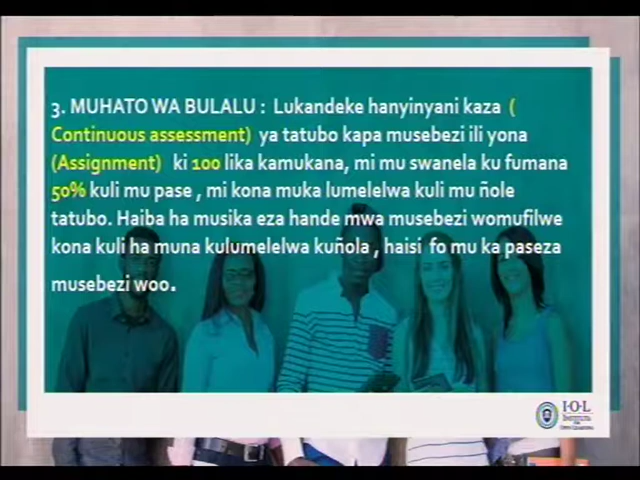 3. MUHATO WA BULALU : Lukandeke hanyinyani kaza (
Continuous assessment) ya tatubo kapa musebezi ili yona
(Assignment) ki 100 lika kamukana, mi mu swanela ku fumana
50% kuli mu pase , mi kona muka lumelelwa kuli mu ñole
tatubo. Haiba ha musika eza hande mwa musebezi womufilwe
kona kuli ha muna kulumelelwa kuñola , haisi fo mu ka paseza
musebezi woo.
I·O·L